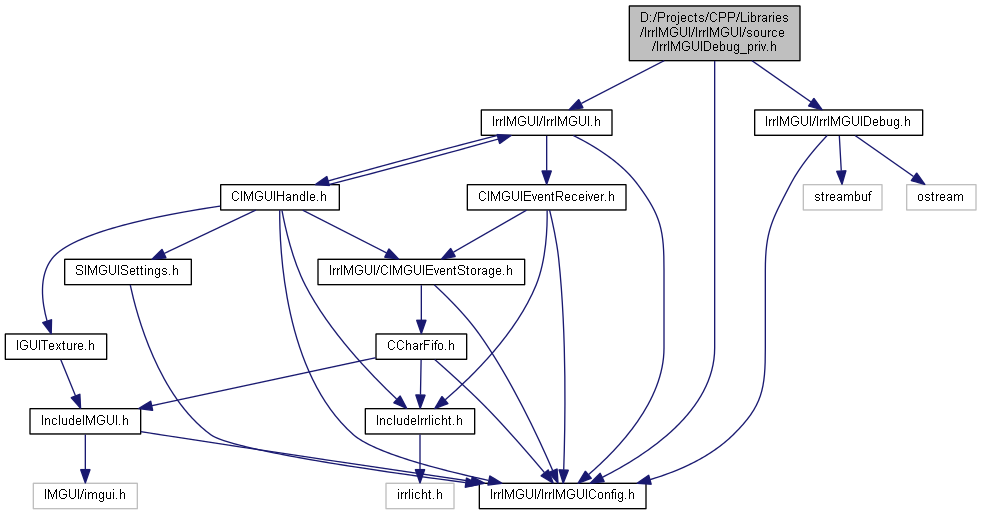 D:/Projects/CPP/Libraries
/IrrIMGUI/IrrIMGUI/source
/IrrIMGUIDebug_priv.h
IrrIMGUI/IrrIMGUI.h
IrrIMGUI/IrrIMGUIDebug.h
CIMGUIHandle.h
CIMGUIEventReceiver.h
streambuf
ostream
SIMGUISettings.h
IrrIMGUI/CIMGUIEventStorage.h
IGUITexture.h
CCharFifo.h
IncludeIMGUI.h
IncludeIrrlicht.h
IMGUI/imgui.h
irrlicht.h
IrrIMGUI/IrrIMGUIConfig.h